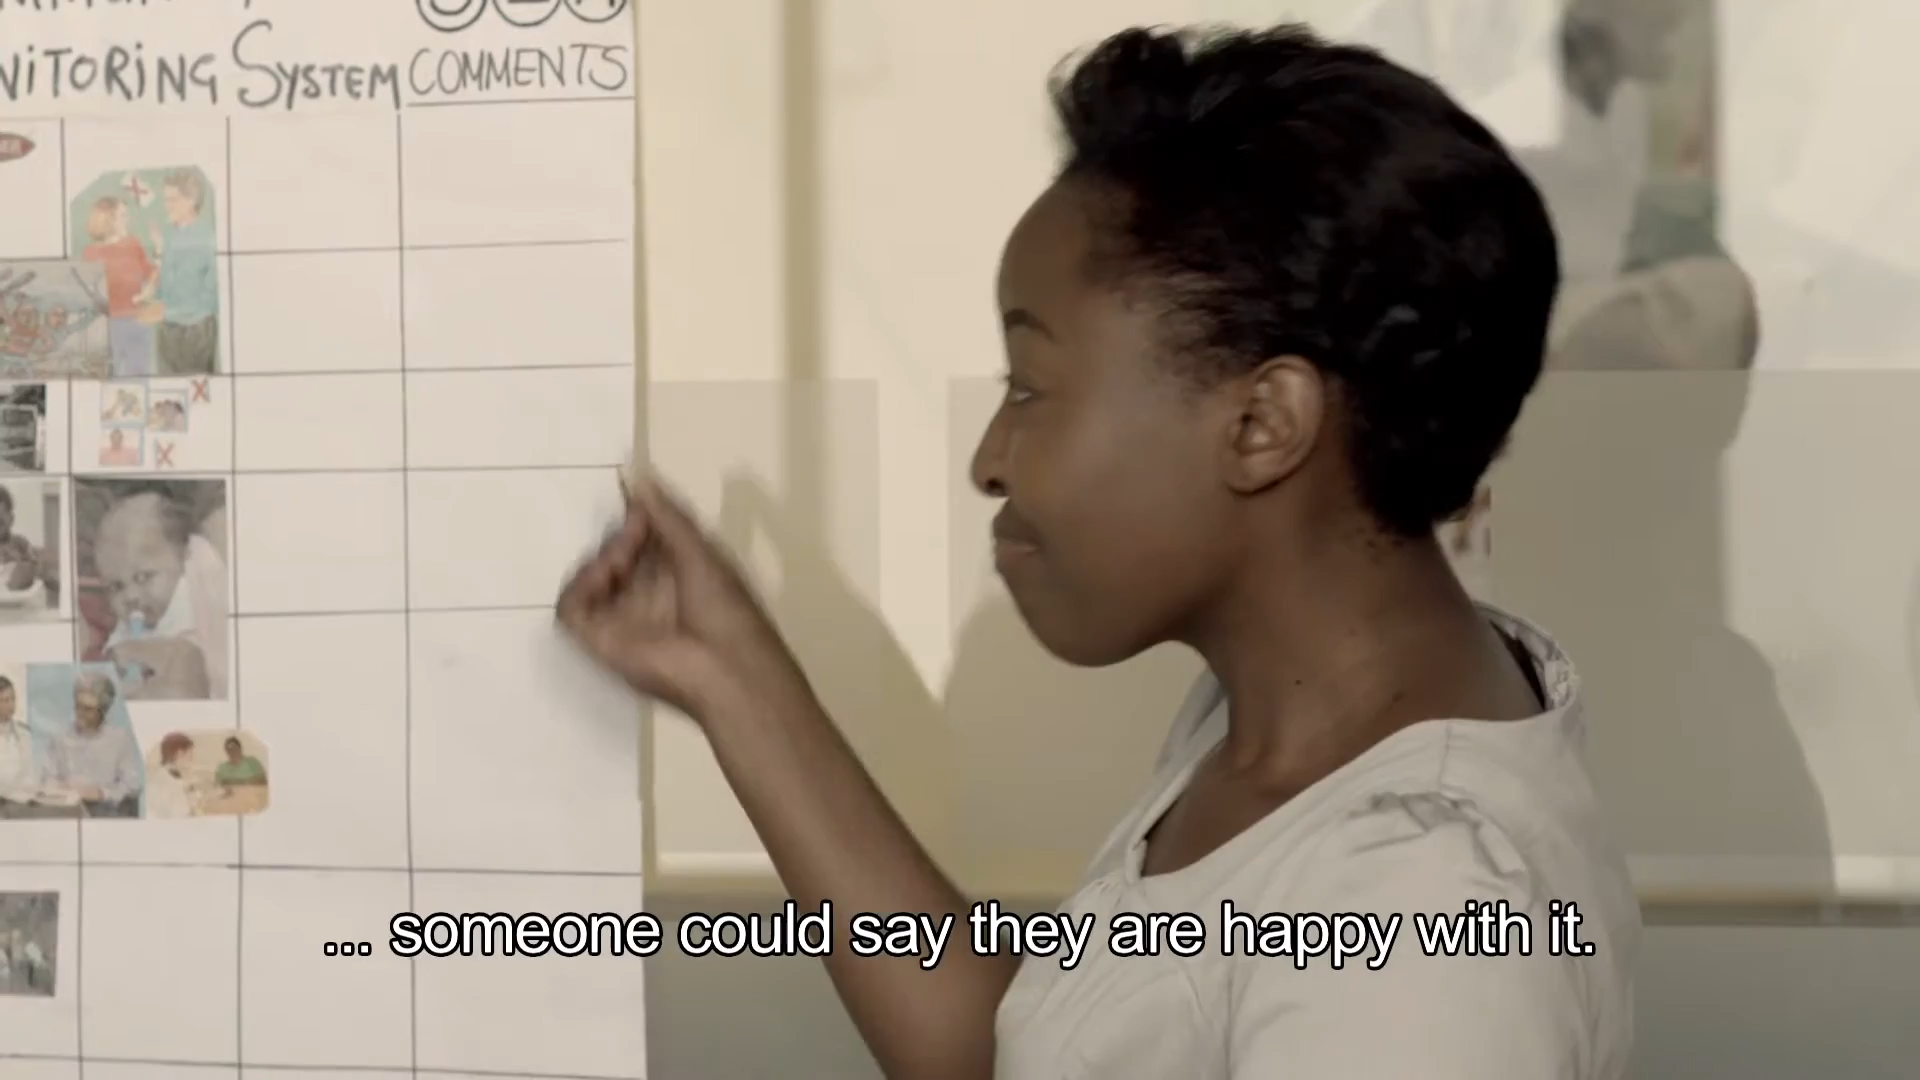 NITORING SYSTEM
COMMENTS
... someone could say they are happy with it.